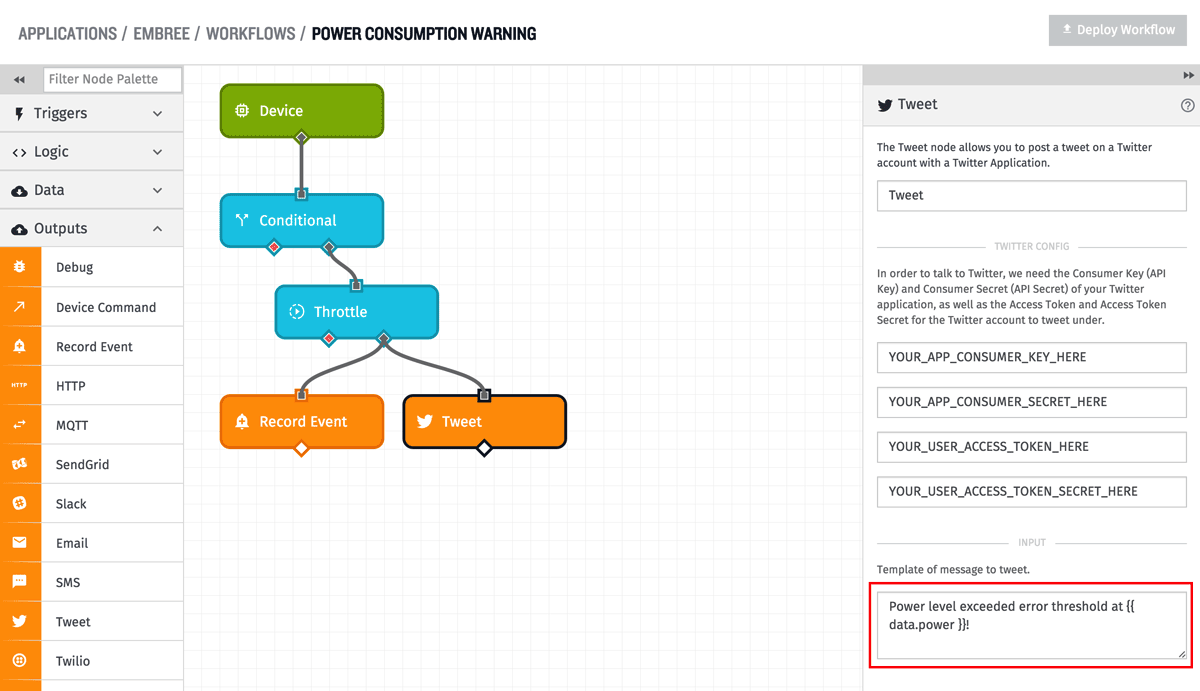 APPLICATIONS / EMBREE / WORKFLOWS / POWER CONSUMPTION WARNING
Deploy Workflow
Filter Node Palette
Triggers
Logic
Data
Outputs
Debug
Device Command
Record Event
HTTP
HTTP
MQTT
SendGrid
Slack
Email
SMS
Tweet
Twilio
Device
Conditional
Throttle
Record Event
Tweet
Tweet
?
The Tweet node allows you to post a tweet on a Twitter
account with a Twitter Application.
Tweet
TWITTER CONFIG
In order to talk to Twitter, we need the Consumer Key (API
Key) and Consumer Secret (API Secret) of your Twitter
application, as well as the Access Token and Access Token
Secret for the Twitter account to tweet under.
YOUR_APP_CONSUMER_KEY_HERE
YOUR_APP_CONSUMER_SECRET_HERE
YOUR_USER_ACCESS_TOKEN_HERE
YOUR_USER_ACCESS_TOKEN_SECRET_HERE
INPUT
Template of message to tweet.
Power level exceeded error threshold at {{
data.power }}!